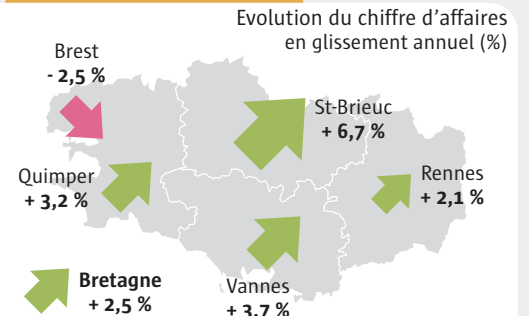 Evolution du chiffre d'affaires
en glissement annuel (%)
Brest
- 2,5 %
St-Brieuc
+ 6,7 %
Quimper
+ 3,2 %
Rennes
+ 2,1 %
Bretagne
+ 2,5 %
Vannes
+ 3,7 %